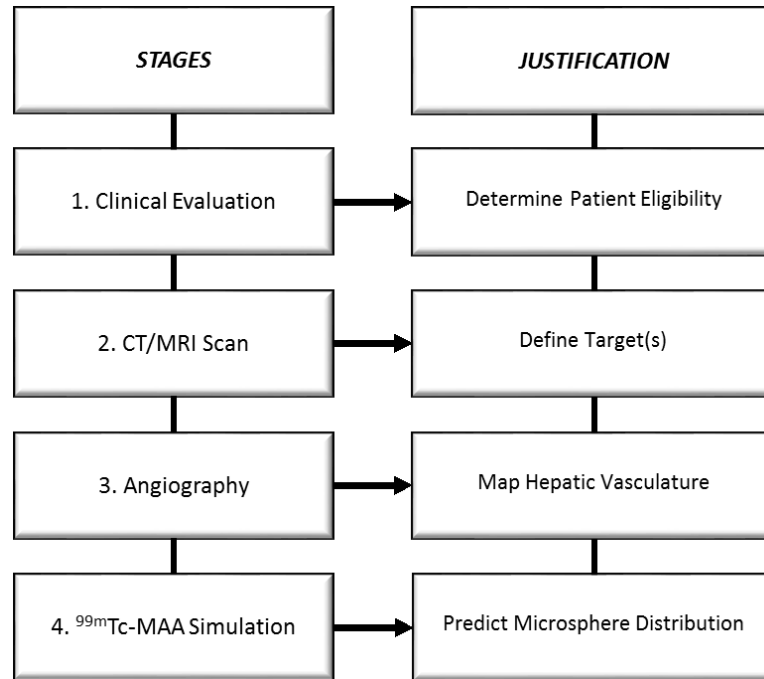 STAGES
JUSTIFICATION
1. Clinical Evaluation
Determine Patient Eligibility
2. CT/MRI Scan
Define Target(s)
3. Angiography
Map Hepatic Vasculature
4. ⁹⁹ᵐTc-MAA Simulation
Predict Microsphere Distribution